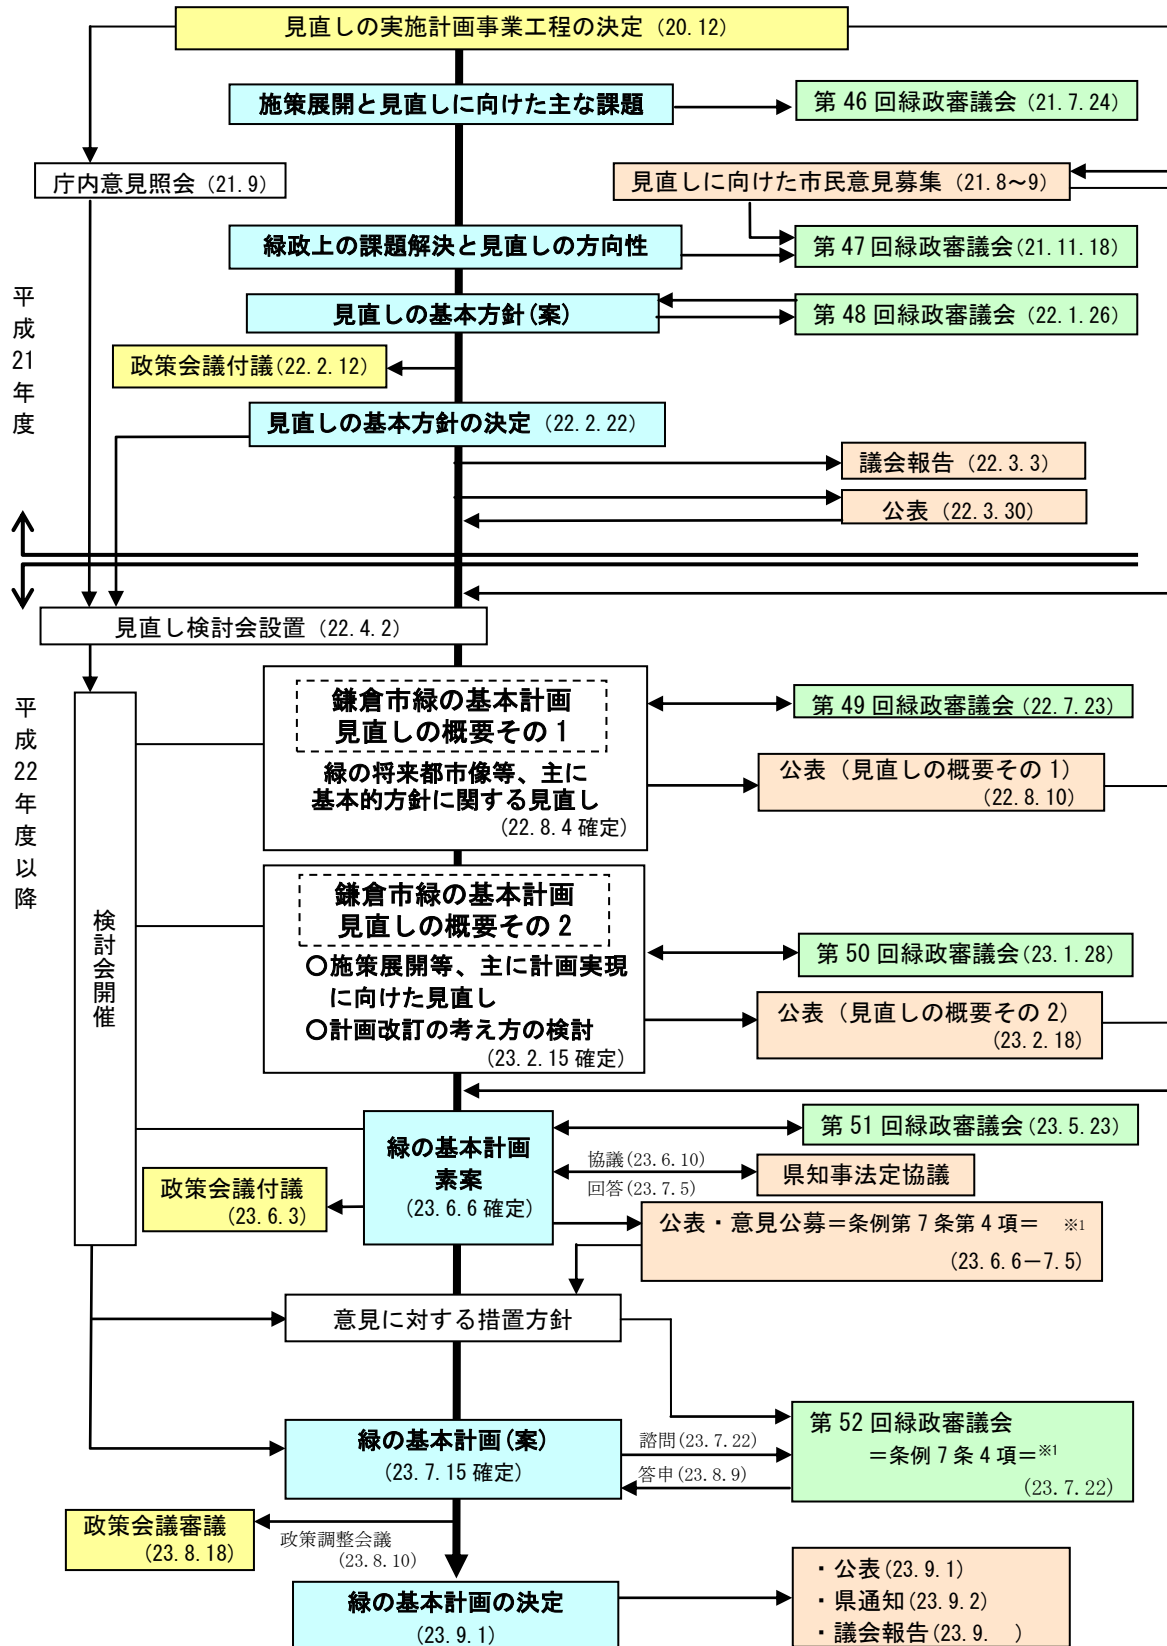 見直しの実施計画事業工程の決定 (20.12)
施策展開と見直しに向けた主な課題
第 46 回緑政審議会 (21.7.24)
庁内意見照会 (21.9)
見直しに向けた市民意見募集 (21.8～9)
緑政上の課題解決と見直しの方向性
第 47 回緑政審議会(21.11.18)
平成21年度
見直しの基本方針(案)
第 48 回緑政審議会 (22.1.26)
政策会議付議(22.2.12)
見直しの基本方針の決定 (22.2.22)
議会報告 (22.3.3)
公表 (22.3.30)
見直し検討会設置 (22.4.2)
平成22年度以降
検討会開催
鎌倉市緑の基本計画
見直しの概要その 1
緑の将来都市像等、主に
基本的方針に関する見直し
(22.8.4 確定)
第 49 回緑政審議会 (22.7.23)
公表（見直しの概要その 1）
(22.8.10)
鎌倉市緑の基本計画
見直しの概要その 2
〇施策展開等、主に計画実現
に向けた見直し
〇計画改訂の考え方の検討
(23.2.15 確定)
第 50 回緑政審議会(23.1.28)
公表（見直しの概要その 2）
(23.2.18)
緑の基本計画
素案
(23.6.6 確定)
第 51 回緑政審議会(23.5.23)
協議(23.6.10)
回答(23.7.5)
県知事法定協議
政策会議付議
(23.6.3)
公表・意見公募＝条例第 7 条第 4 項＝ ※1
(23.6.6－7.5)
意見に対する措置方針
緑の基本計画(案)
(23.7.15 確定)
諮問(23.7.22)
答申(23.8.9)
第 52 回緑政審議会
＝条例 7 条 4 項＝※1
(23.7.22)
政策会議審議
(23.8.18)
政策調整会議
(23.8.10)
緑の基本計画の決定
(23.9.1)
・公表(23.9.1)
・県通知(23.9.2)
・議会報告(23.9. )